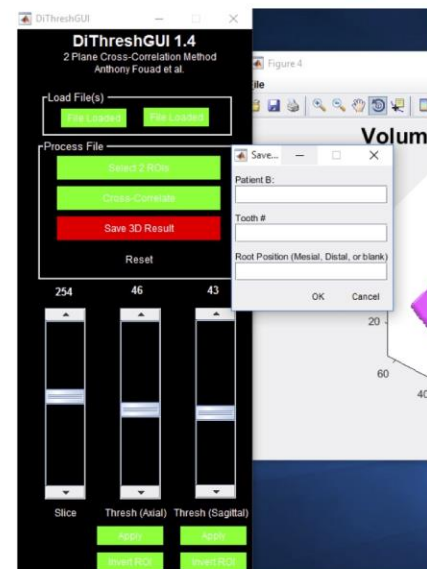 DiThreshGUI
DiThreshGUI 1.4
2 Plane Cross-Correlation Method
Anthony Fouad et al.
Load File(s)
File Loaded
File Loaded
Process File
Select 2 ROIs
Cross-Correlate
Save 3D Result
Reset
254
46
43
Slice
Thresh (Axial)
Thresh (Sagittal)
Apply
Apply
Invert ROI
Invert ROI
Figure 4
ile
Volum
Save...
Patient B:
Tooth #
Root Position (Mesial, Distal, or blank)
OK
Cancel
20
60
40